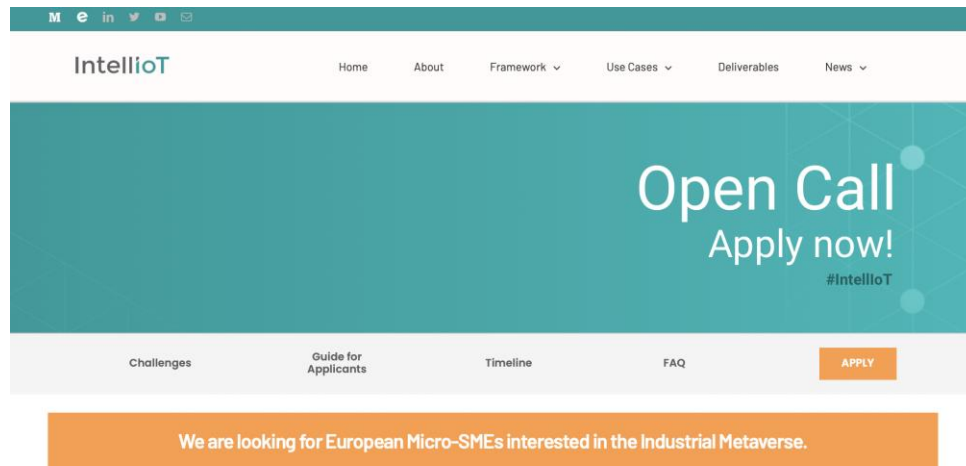 IntellIoT
Home About Framework Use Cases Deliverables News
Open Call
Apply now!
#IntellIoT
Challenges Guide for Applicants Timeline FAQ APPLY
We are looking for European Micro-SMEs interested in the Industrial Metaverse.